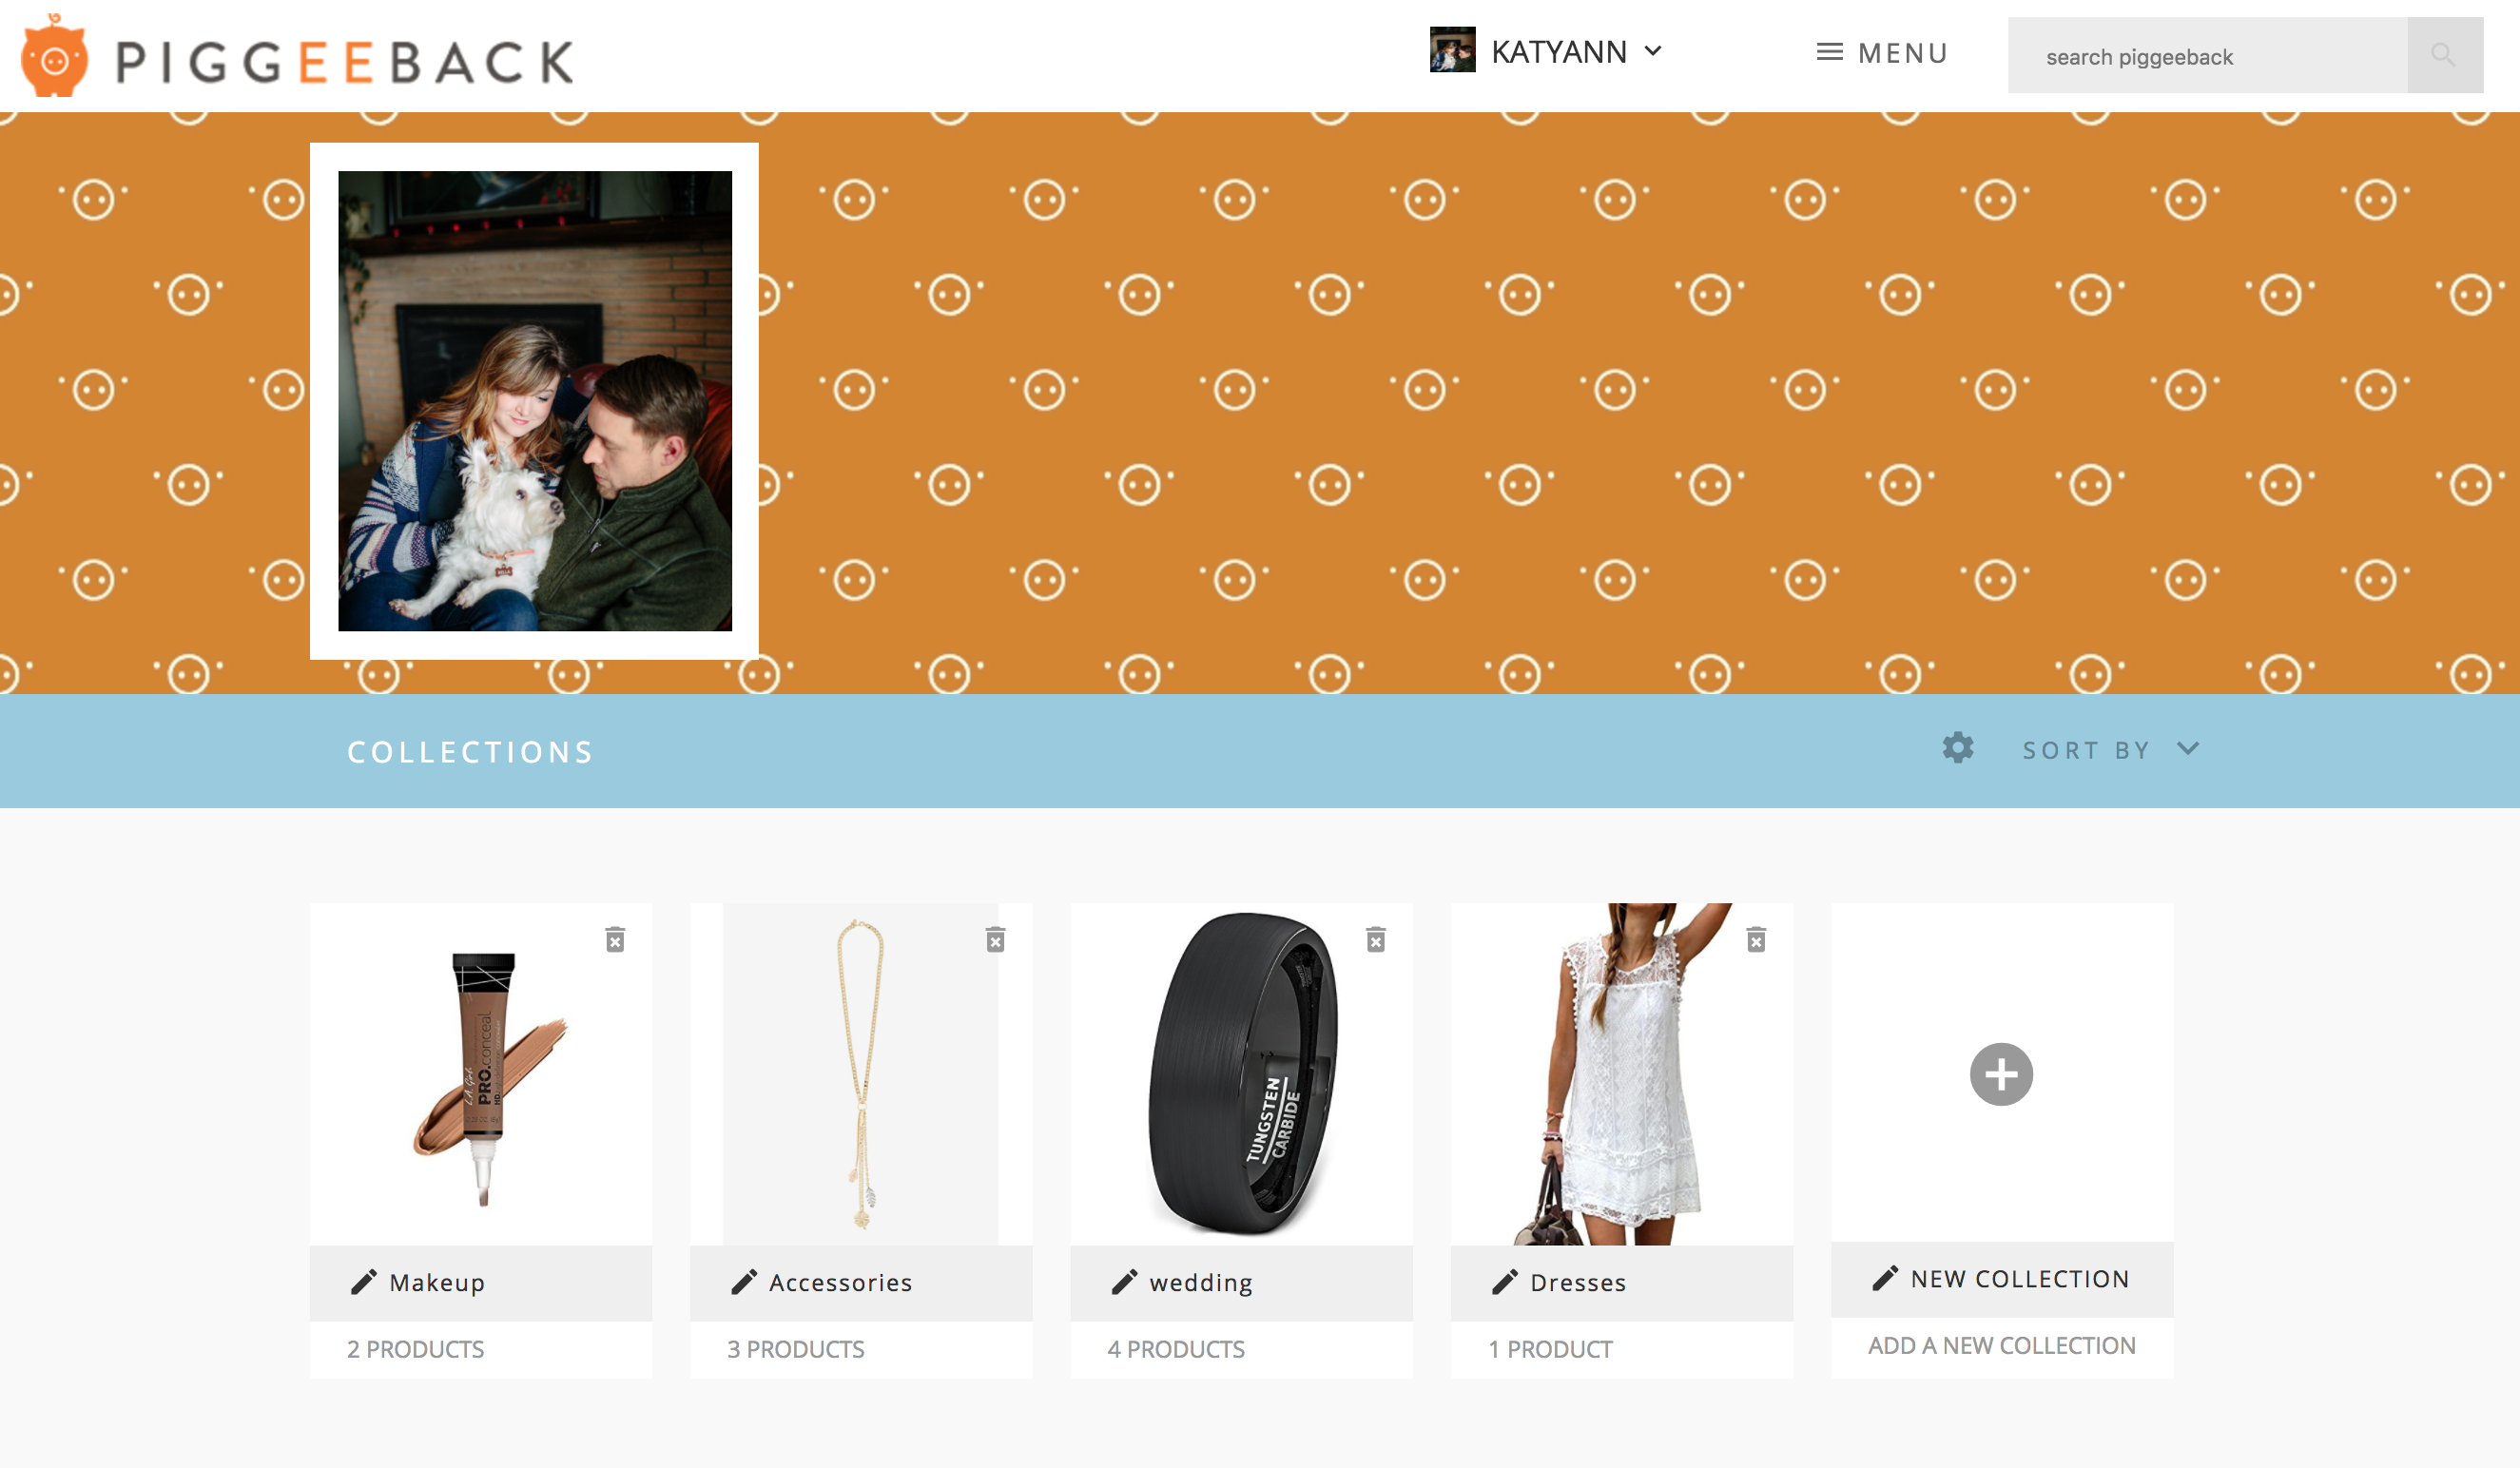 PIGGEEBACK
KATYANN
MENU
search piggeeback
COLLECTIONS
SORT BY
L.A. Girl
PRO.conceal
HD
TUNGSTEN
CARBIDE
Makeup
Accessories
wedding
Dresses
NEW COLLECTION
2 PRODUCTS
3 PRODUCTS
4 PRODUCTS
1 PRODUCT
ADD A NEW COLLECTION